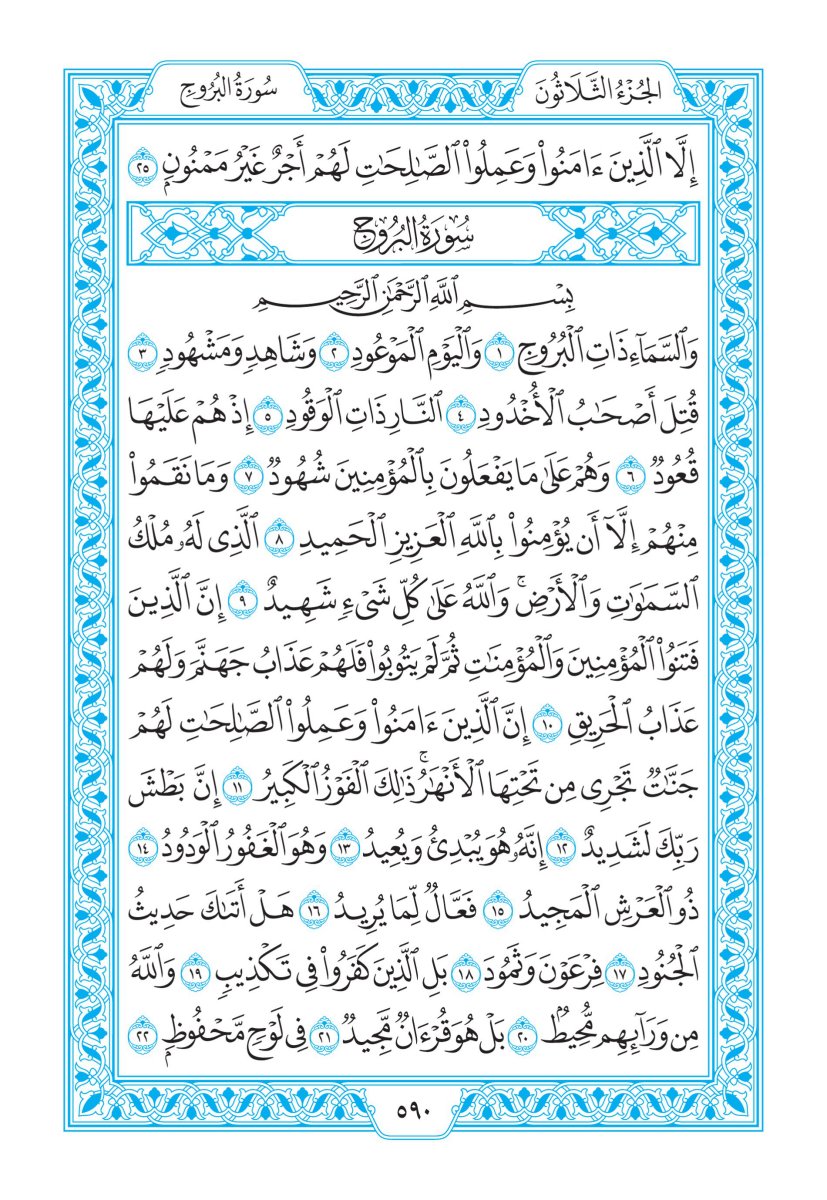 الجُزْءُ الثَّلَاثُونَ
سُورَةُ البُرُوجِ
إِلَّا ٱلَّذِينَ ءَامَنُواْ وَعَمِلُواْ ٱلصَّٰلِحَٰتِ لَهُمۡ أَجۡرٌ غَيۡرُ مَمۡنُونِۭ ٢٥
سُورَةُ البُرُوجِ
بِسۡمِ ٱللَّهِ ٱلرَّحۡمَٰنِ ٱلرَّحِيمِ
وَٱلسَّمَآءِ ذَاتِ ٱلۡبُرُوجِ ١ وَٱلۡيَوۡمِ ٱلۡمَوۡعُودِ ٢ وَشَاهِدٖ وَمَشۡهُودٖ ٣
قُتِلَ أَصۡحَٰبُ ٱلۡأُخۡدُودِ ٤ ٱلنَّارِ ذَاتِ ٱلۡوَقُودِ ٥ إِذۡ هُمۡ عَلَيۡهَا
قُعُودٞ ٦ وَهُمۡ عَلَىٰ مَا يَفۡعَلُونَ بِٱلۡمُؤۡمِنِينَ شُهُودٞ ٧ وَمَا نَقَمُواْ
مِنۡهُمۡ إِلَّآ أَن يُؤۡمِنُواْ بِٱللَّهِ ٱلۡعَزِيزِ ٱلۡحَمِيدِ ٨ ٱلَّذِي لَهُۥ مُلۡكُ
ٱلسَّمَٰوَٰتِ وَٱلۡأَرۡضِۚ وَٱللَّهُ عَلَىٰ كُلِّ شَيۡءٖ شَهِيدٌ ٩ إِنَّ ٱلَّذِينَ
فَتَنُواْ ٱلۡمُؤۡمِنِينَ وَٱلۡمُؤۡمِنَٰتِ ثُمَّ لَمۡ يَتُوبُواْ فَلَهُمۡ عَذَابُ جَهَنَّمَ وَلَهُمۡ
عَذَابُ ٱلۡحَرِيقِ ١٠ إِنَّ ٱلَّذِينَ ءَامَنُواْ وَعَمِلُواْ ٱلصَّٰلِحَٰتِ لَهُمۡ
جَنَّٰتٞ تَجۡرِي مِن تَحۡتِهَا ٱلۡأَنۡهَٰرُۚ ذَٰلِكَ ٱلۡفَوۡزُ ٱلۡكَبِيرُ ١١ إِنَّ بَطۡشَ
رَبِّكَ لَشَدِيدٌ ١٢ إِنَّهُۥ هُوَ يُبۡدِئُ وَيُعِيدُ ١٣ وَهُوَ ٱلۡغَفُورُ ٱلۡوَدُودُ ١٤
ذُو ٱلۡعَرۡشِ ٱلۡمَجِيدُ ١٥ فَعَّالٞ لِّمَا يُرِيدُ ١٦ هَلۡ أَتَىٰكَ حَدِيثُ
ٱلۡجُنُودِ ١٧ فِرۡعَوۡنَ وَثَمُودَ ١٨ بَلِ ٱلَّذِينَ كَفَرُواْ فِي تَكۡذِيبٖ ١٩ وَٱللَّهُ
مِن وَرَآئِهِم مُّحِيطُۢ ٢٠ بَلۡ هُوَ قُرۡءَانٞ مَّجِيدٞ ٢١ فِي لَوۡحٖ مَّحۡفُوظِۭ ٢٢
٥٩٠